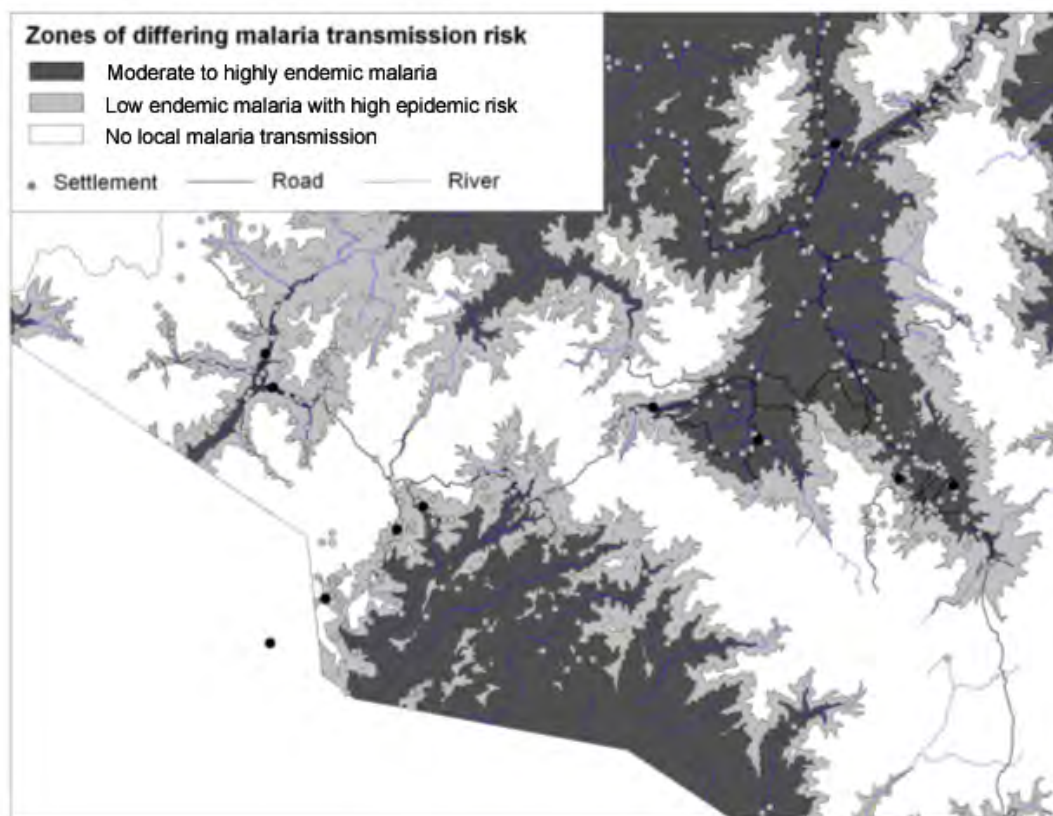 Zones of differing malaria transmission risk
Moderate to highly endemic malaria
Low endemic malaria with high epidemic risk
No local malaria transmission
Settlement Road River